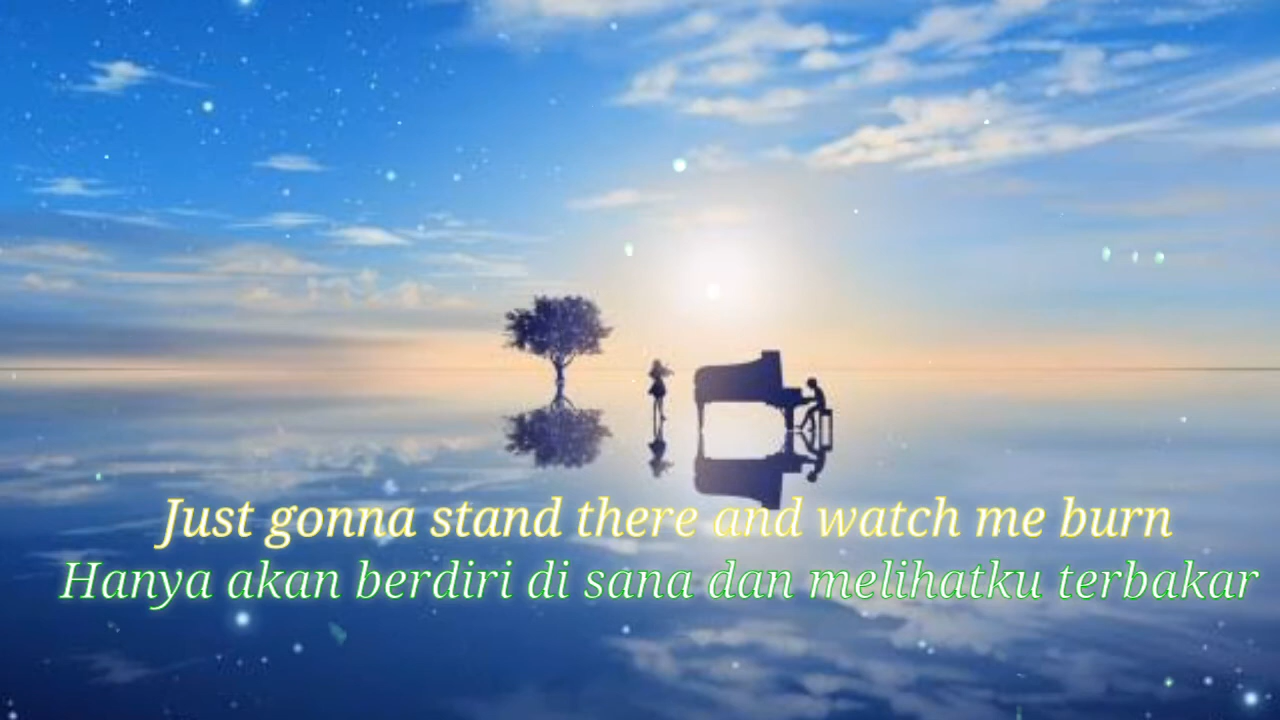 Just gonna stand there and watch me burn
Hanya akan berdiri di sana dan melihatku terbakar